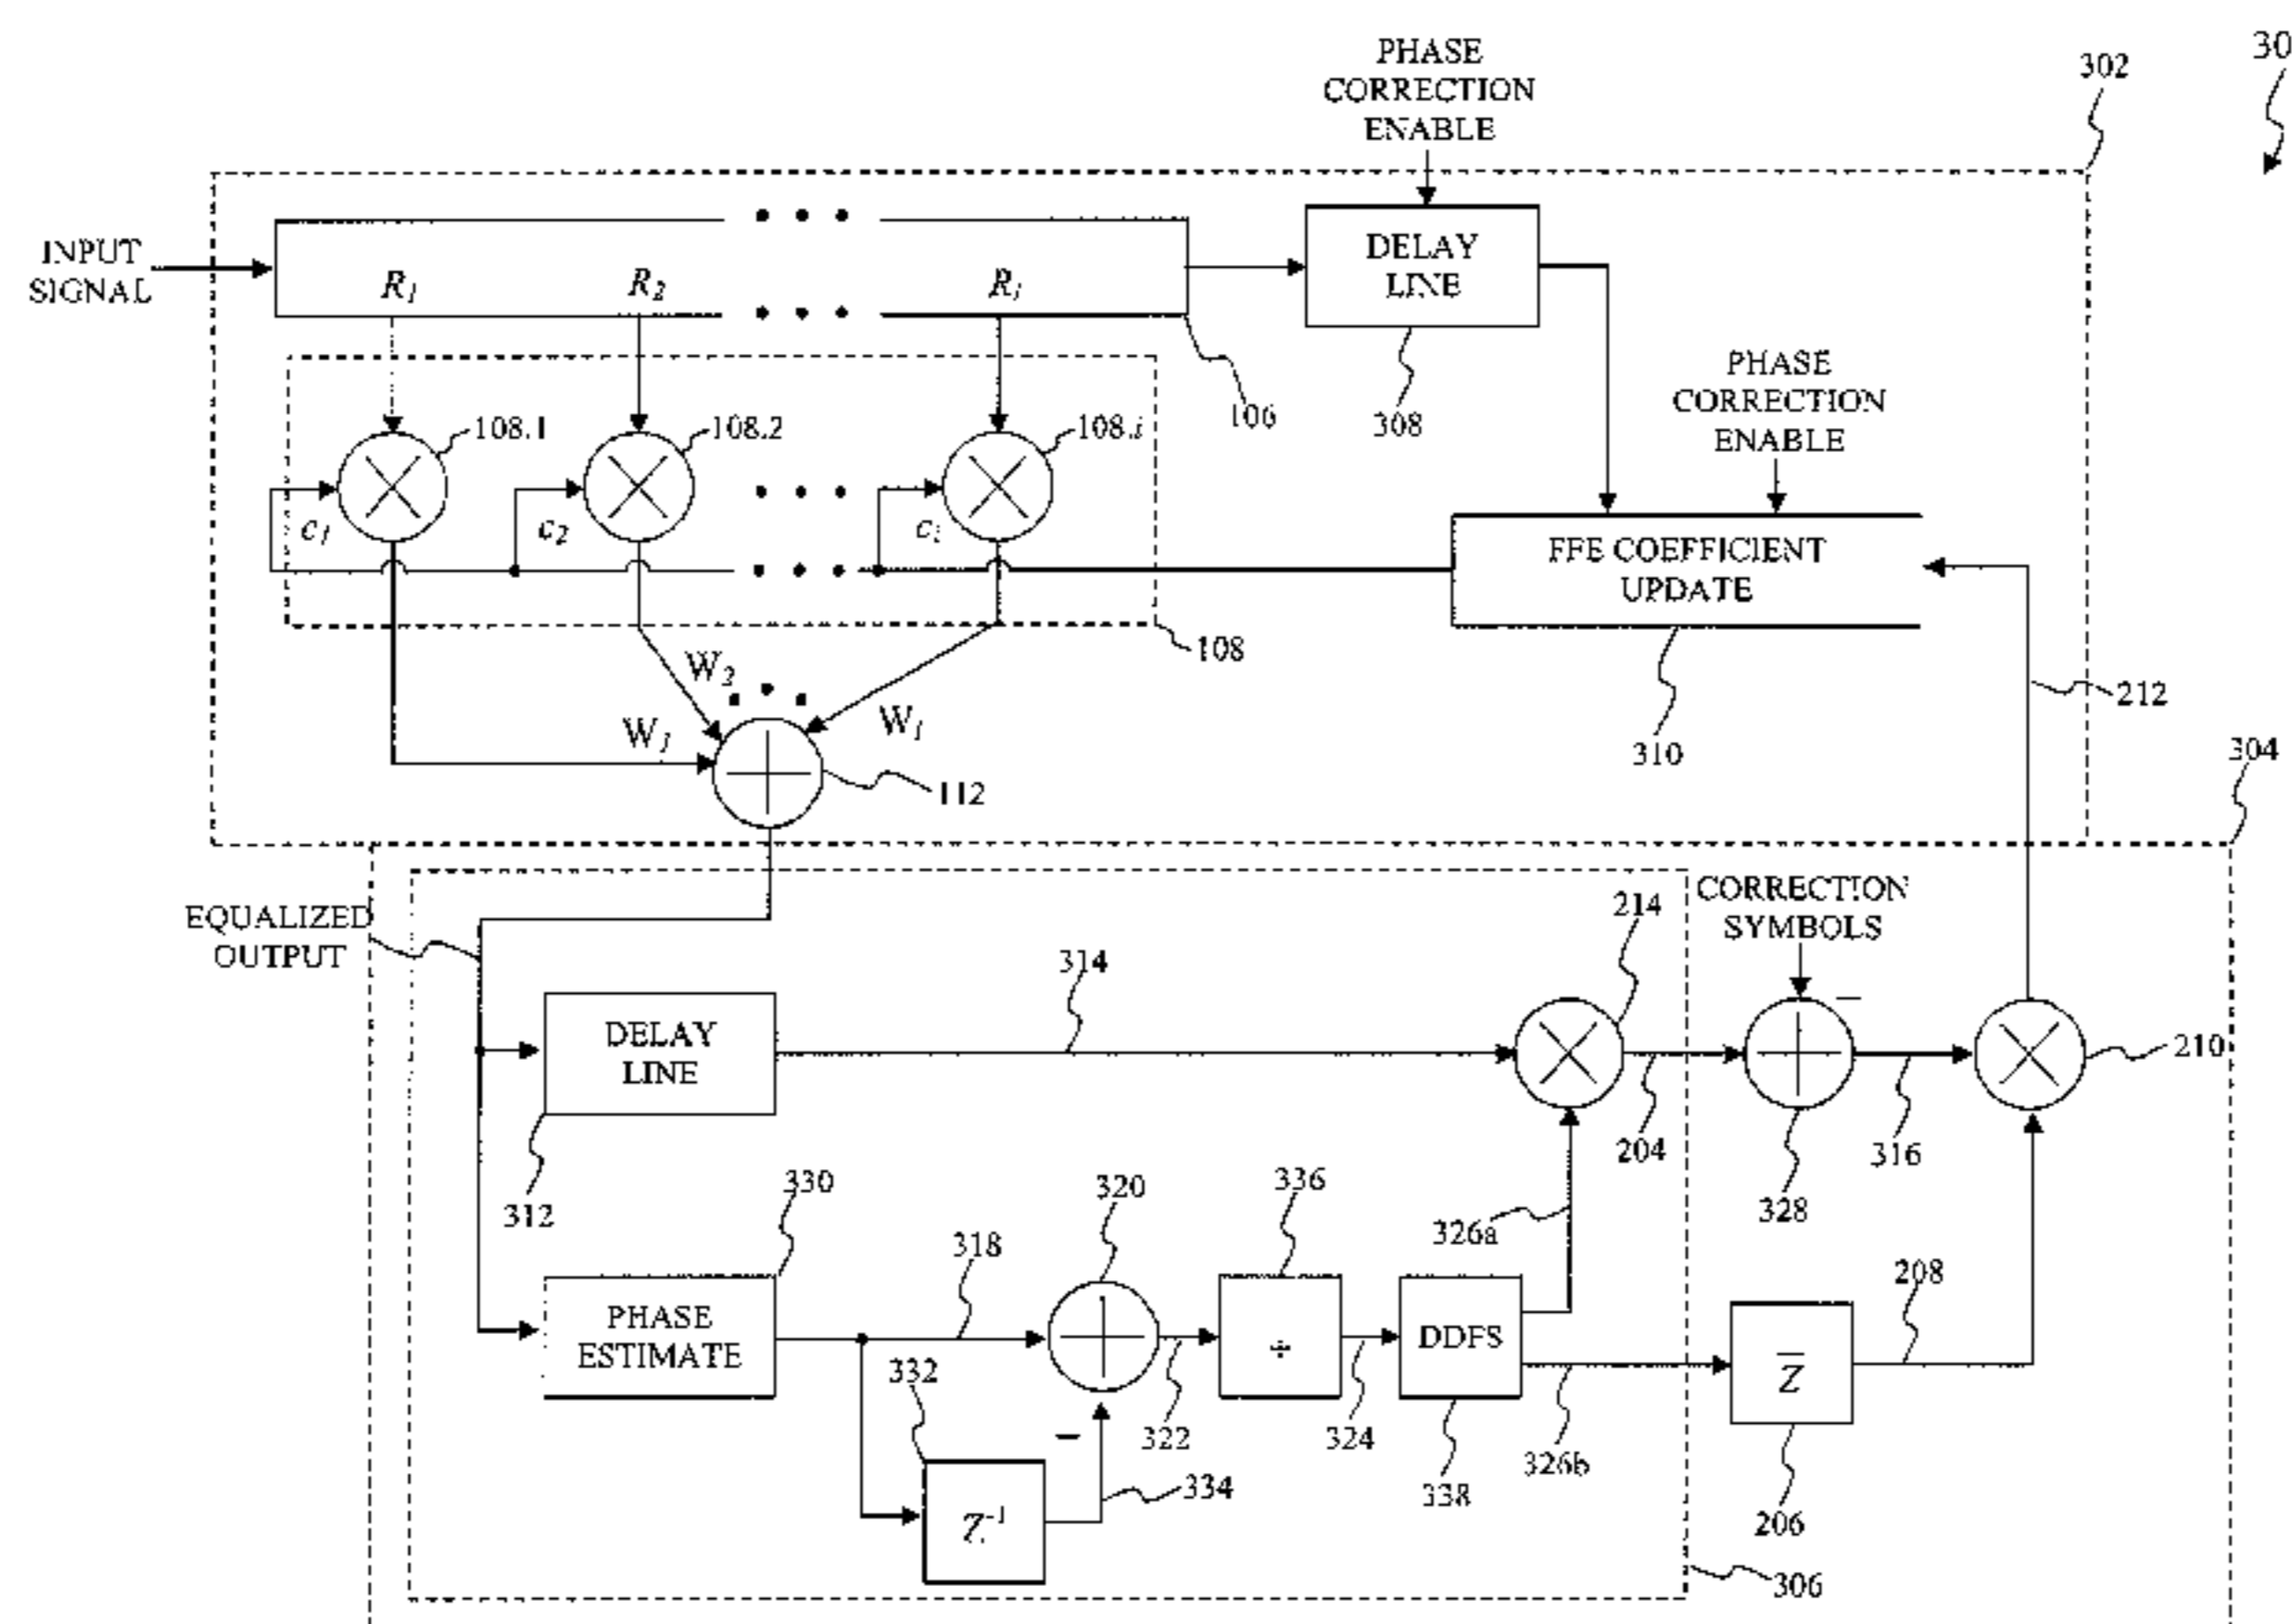 30
302
PHASE
CORRECTION
ENABLE
INPUT
SIGNAL
R1
R2
Ri
DELAY
LINE
106
308
PHASE
CORRECTION
ENABLE
108.1
108.2
108.i
c1
c2
ci
FFE COEFFICIENT
UPDATE
108
W2
W1
Wi
212
310
304
112
EQUALIZED
OUTPUT
CORRECTION
SYMBOLS
214
314
DELAY
LINE
−
210
204
316
312
330
320
336
326a
328
318
208
PHASE
ESTIMATE
÷
DDFS
Z̅
332
−
322
324
326b
338
334
Z-1
206
306